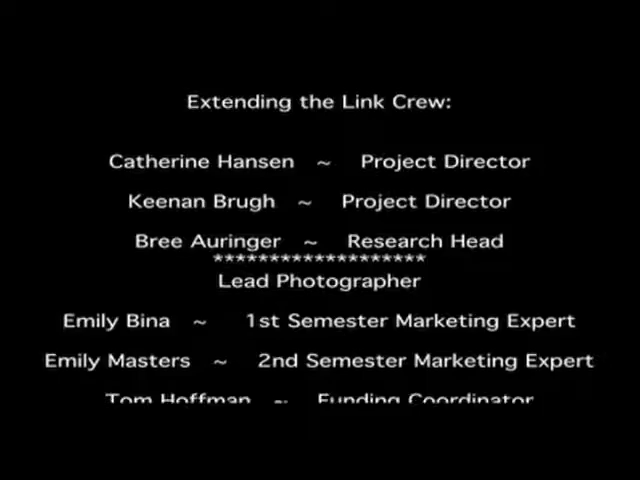 Extending the Link Crew:
Catherine Hansen ~ Project Director
Keenan Brugh ~ Project Director
Bree Auringer ~ Research Head
*******************
Lead Photographer
Emily Bina ~ 1st Semester Marketing Expert
Emily Masters ~ 2nd Semester Marketing Expert
Tom Hoffman ~ Funding Coordinator